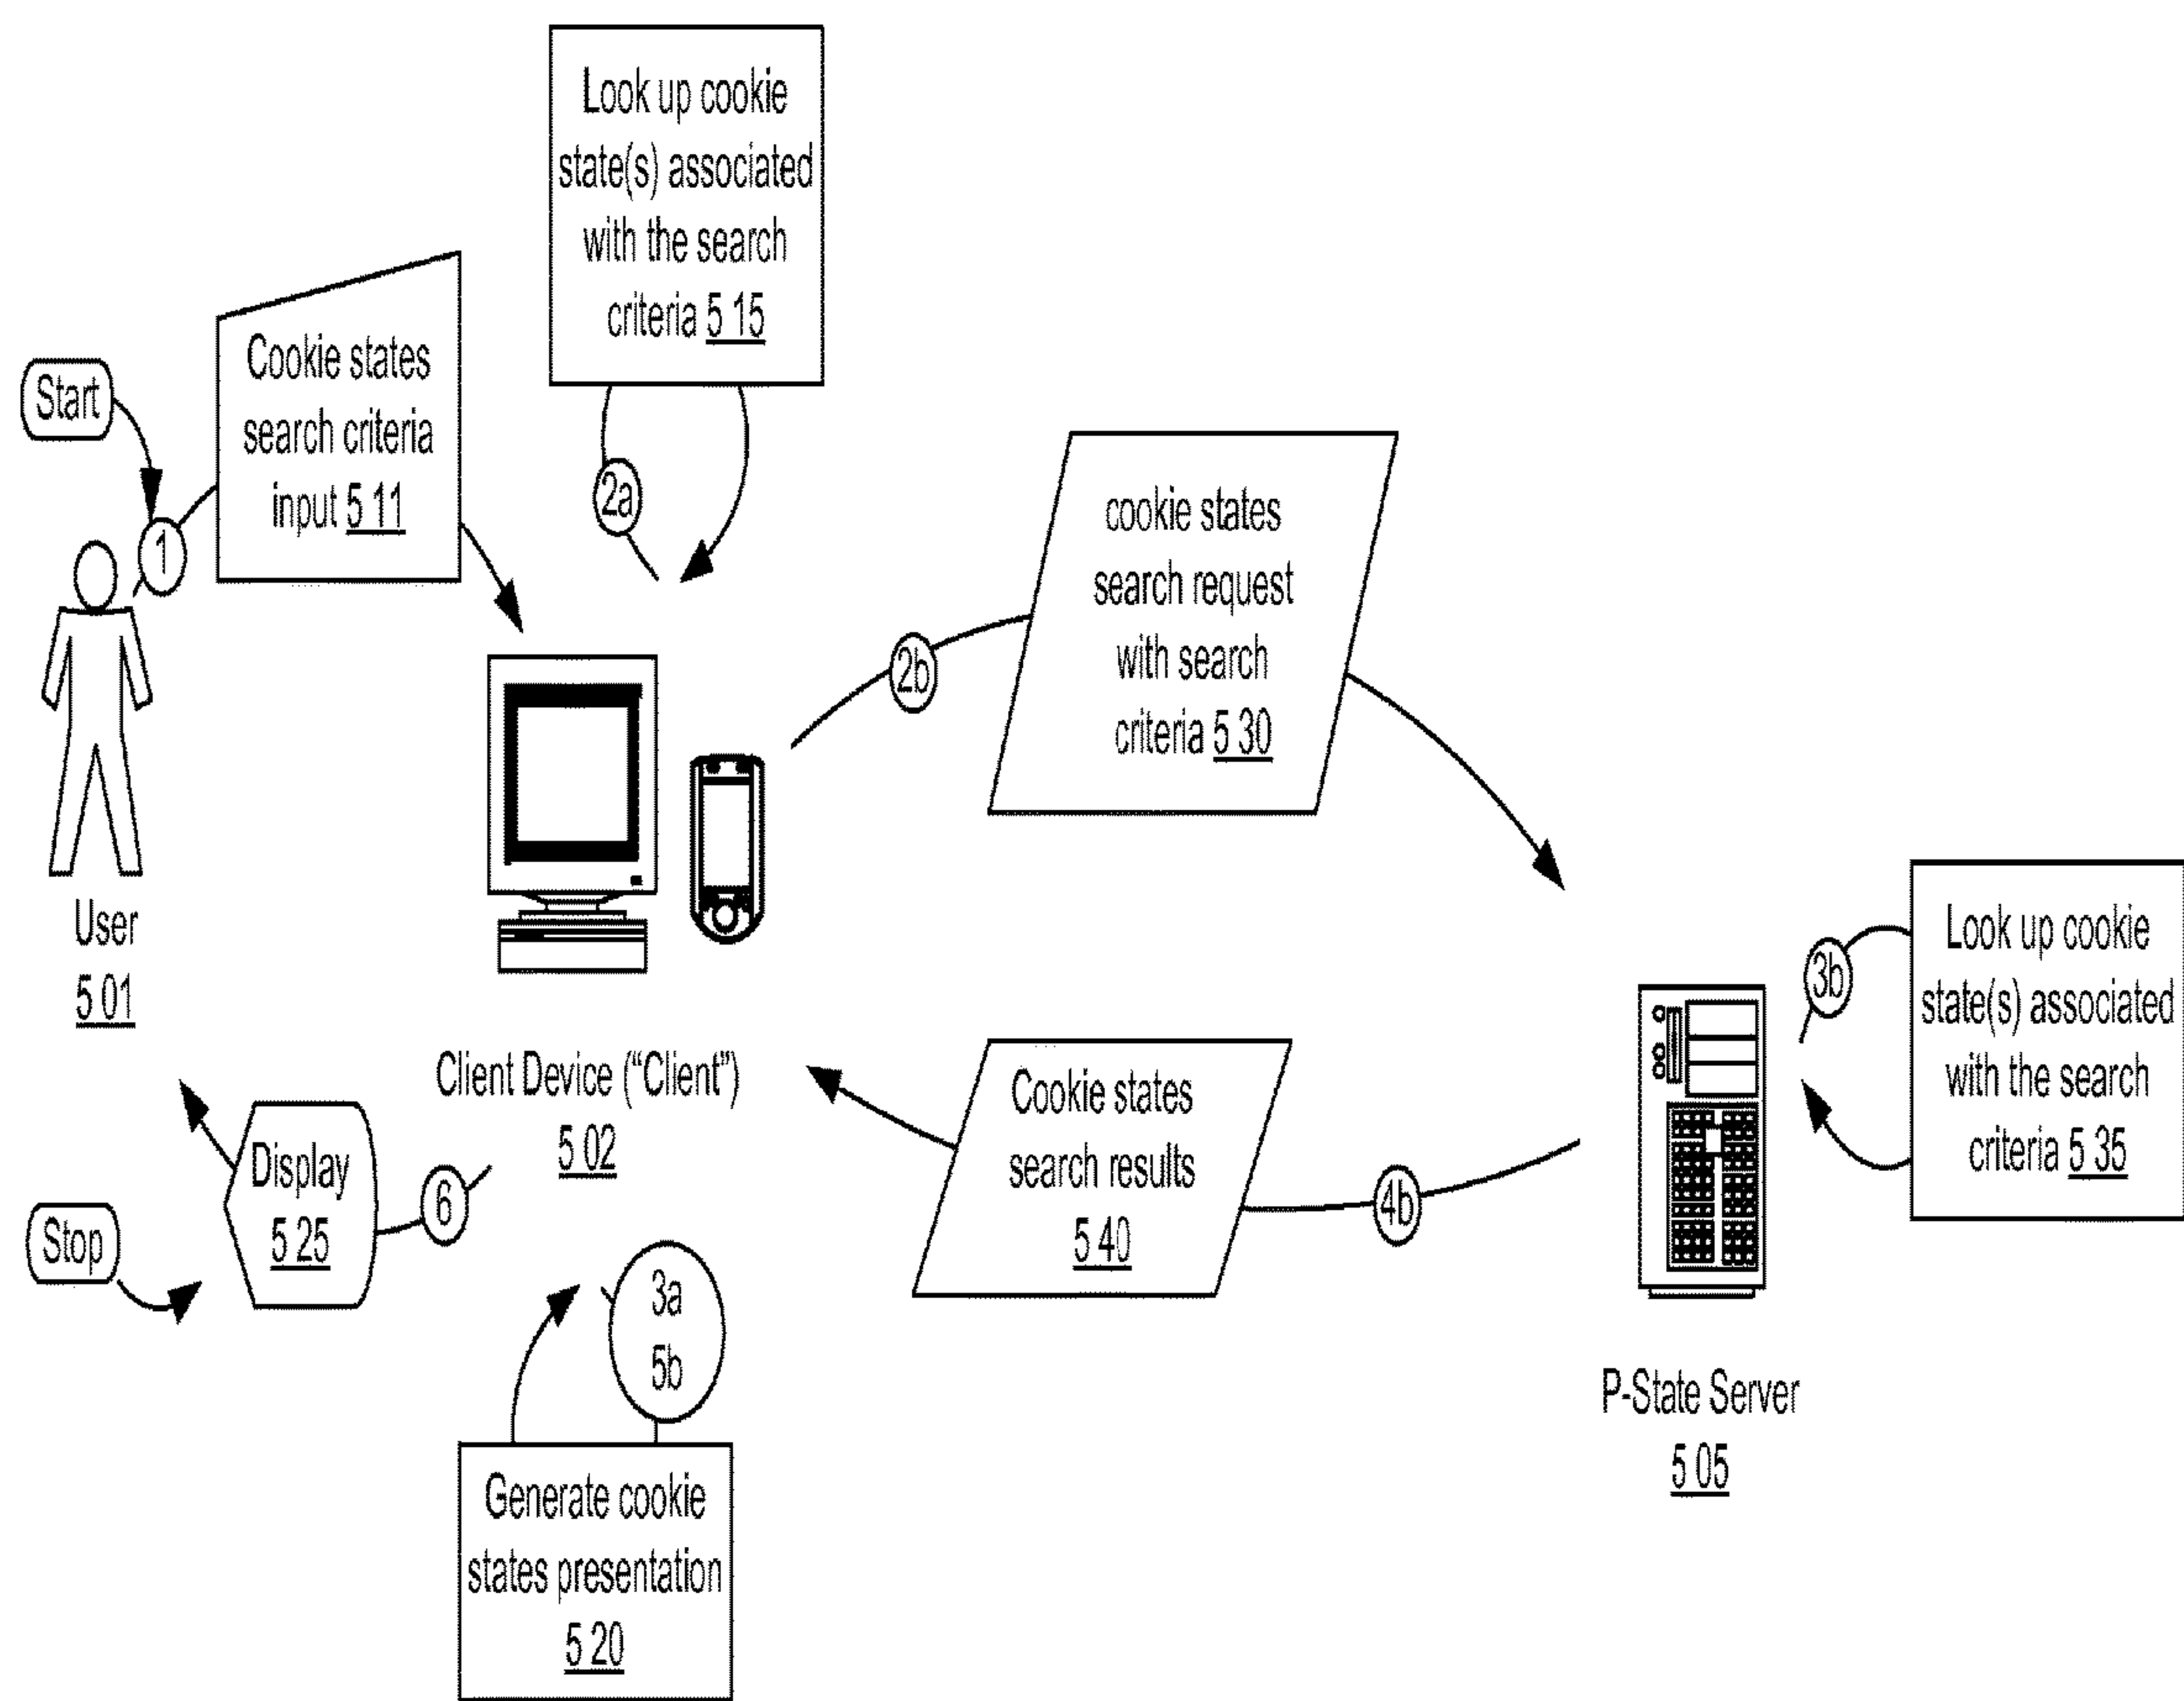 Look up cookie
state(s) associated
with the search
criteria 5 15
Cookie states
search criteria
input 5 11
Start
1
2a
cookie states
search request
with search
criteria 5 30
2b
User
5 01
Client Device ("Client")
5 02
3b
Look up cookie
state(s) associated
with the search
criteria 5 35
Cookie states
search results
5 40
4b
Display
5 25
6
Stop
3a
5b
P-State Server
5 05
Generate cookie
states presentation
5 20